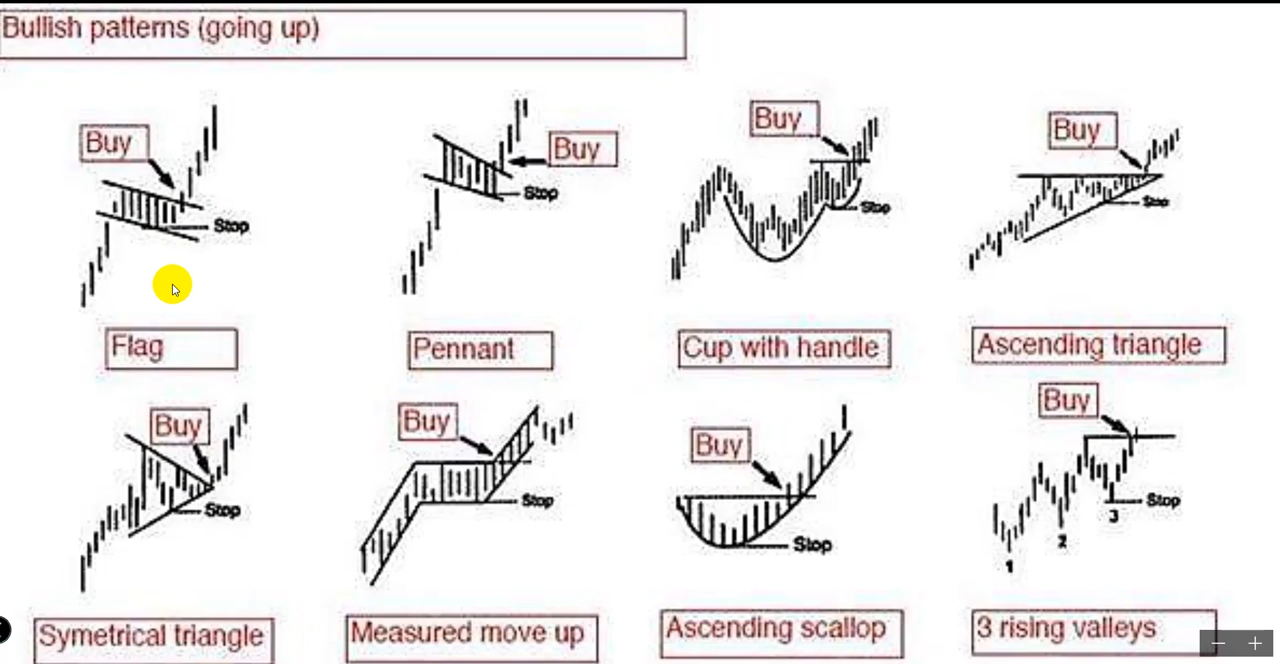 Bullish patterns (going up)
Buy
Stop
Flag
Buy
Stop
Pennant
Buy
Stop
Cup with handle
Buy
Stop
Ascending triangle
Buy
Stop
Symetrical triangle
Buy
Stop
Measured move up
Buy
Stop
Ascending scallop
Buy
Stop
1
2
3
3 rising valleys